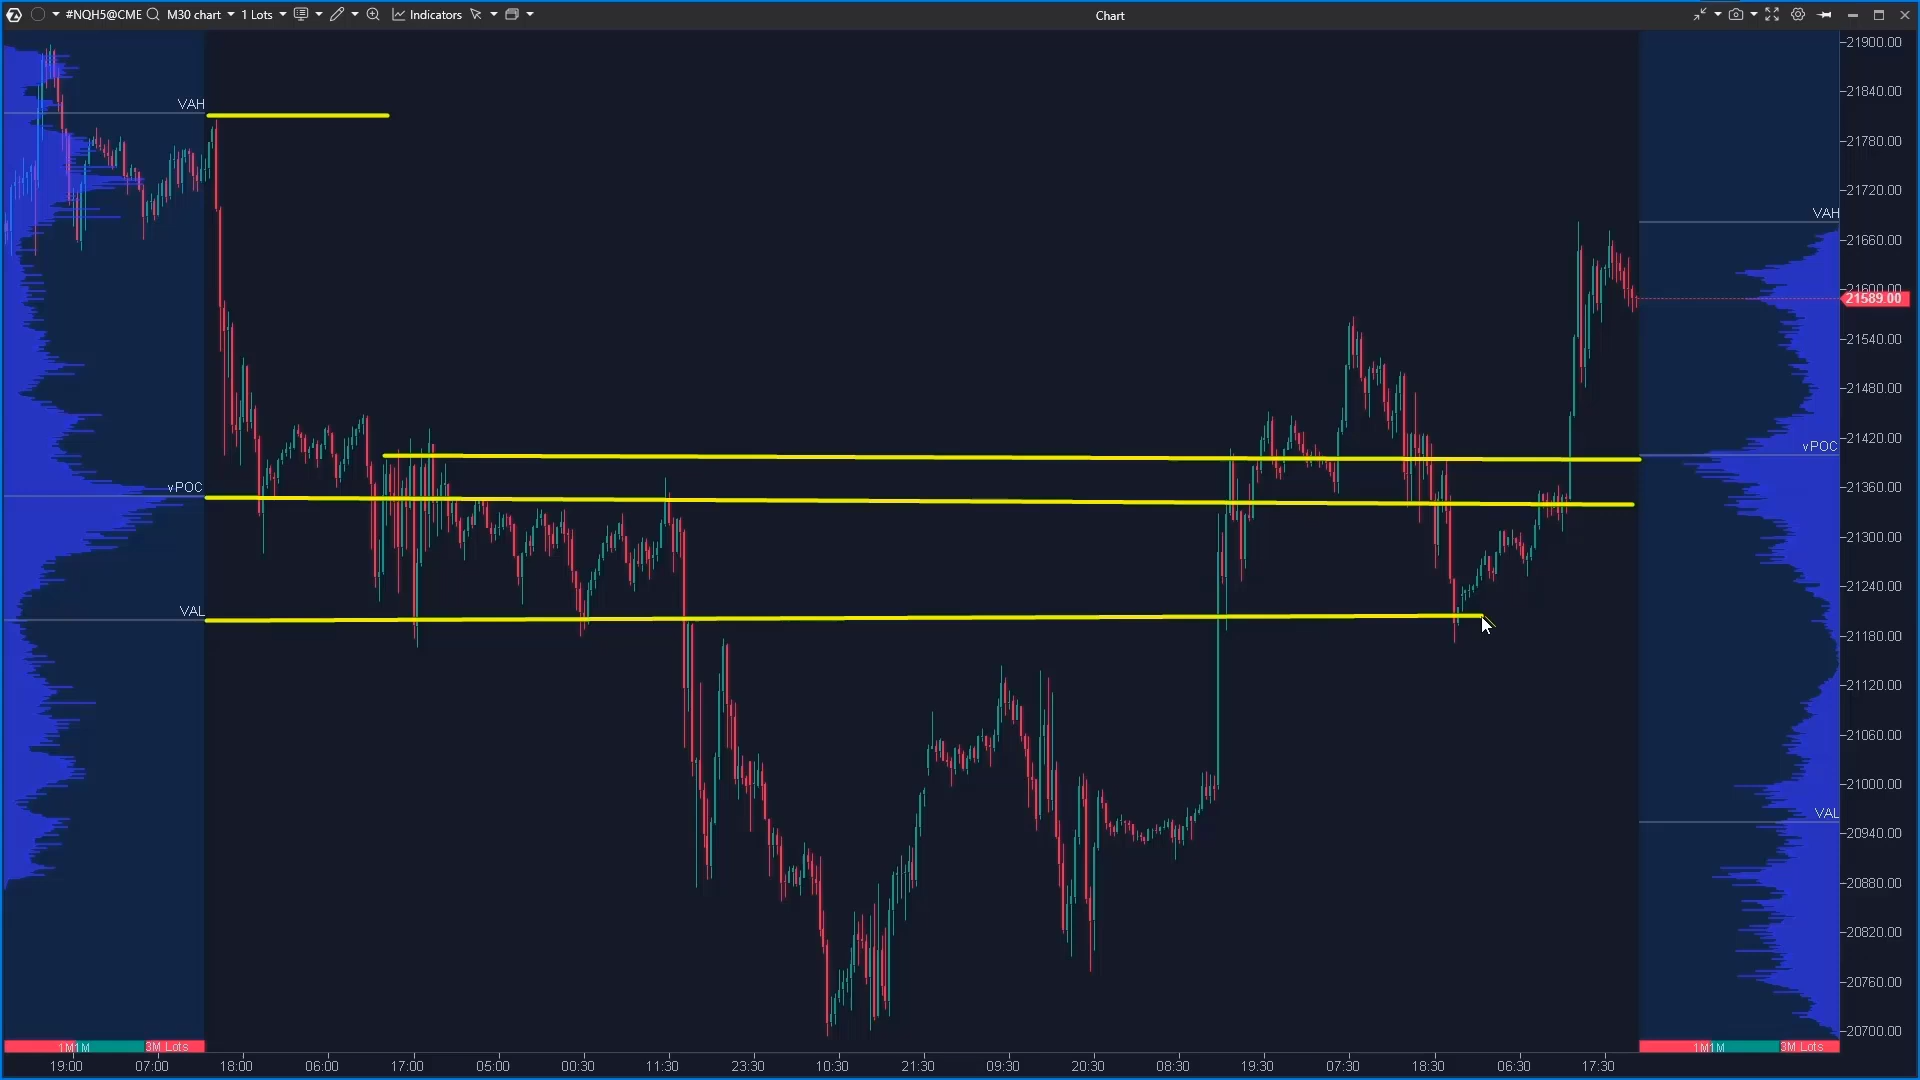 #NQH5@CME M30 chart 1 Lots Indicators Chart
VAH
vPOC
VAL
VAH
vPOC
VAL
21900.00
21840.00
21780.00
21720.00
21660.00
21600.00
21589.00
21540.00
21480.00
21420.00
21360.00
21300.00
21240.00
21180.00
21120.00
21060.00
21000.00
20940.00
20880.00
20820.00
20760.00
20700.00
1M1M 3M Lots
1M1M 3M Lots
19:00 07:00 18:00 06:00 17:00 05:00 00:30 11:30 23:30 10:30 21:30 09:30 20:30 08:30 19:30 07:30 18:30 06:30 17:30